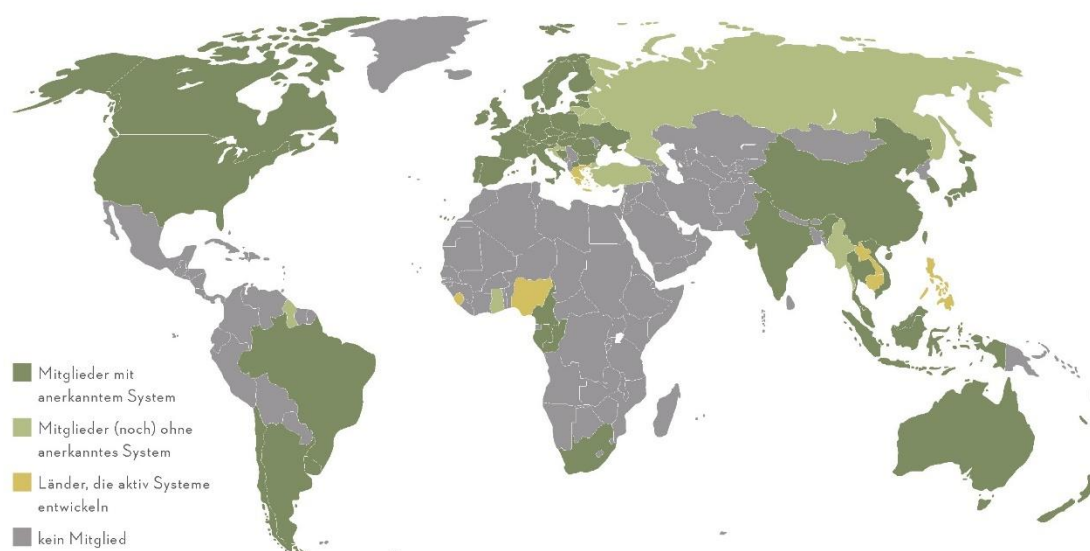 Mitglieder mit
anerkanntem System
Mitglieder (noch) ohne
anerkanntes System
Länder, die aktiv Systeme
entwickeln
kein Mitglied